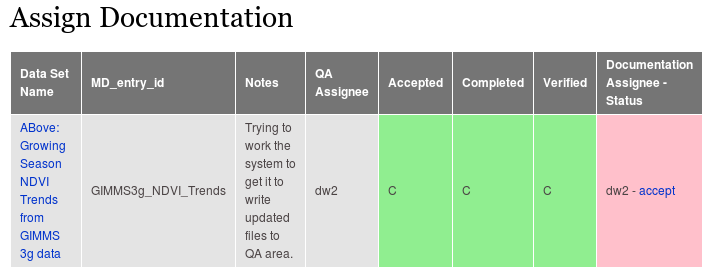 Assign Documentation
Data Set Name	MD_entry_id	Notes	QA Assignee	Accepted	Completed	Verified	Documentation Assignee - Status
ABove:
Growing
Season
NDVI
Trends
from
GIMMS
3g data
GIMMS3g_NDVI_Trends
Trying to
work the
system to
get it to
write
updated
files to
QA area.
dw2
C
C
C
dw2 - accept